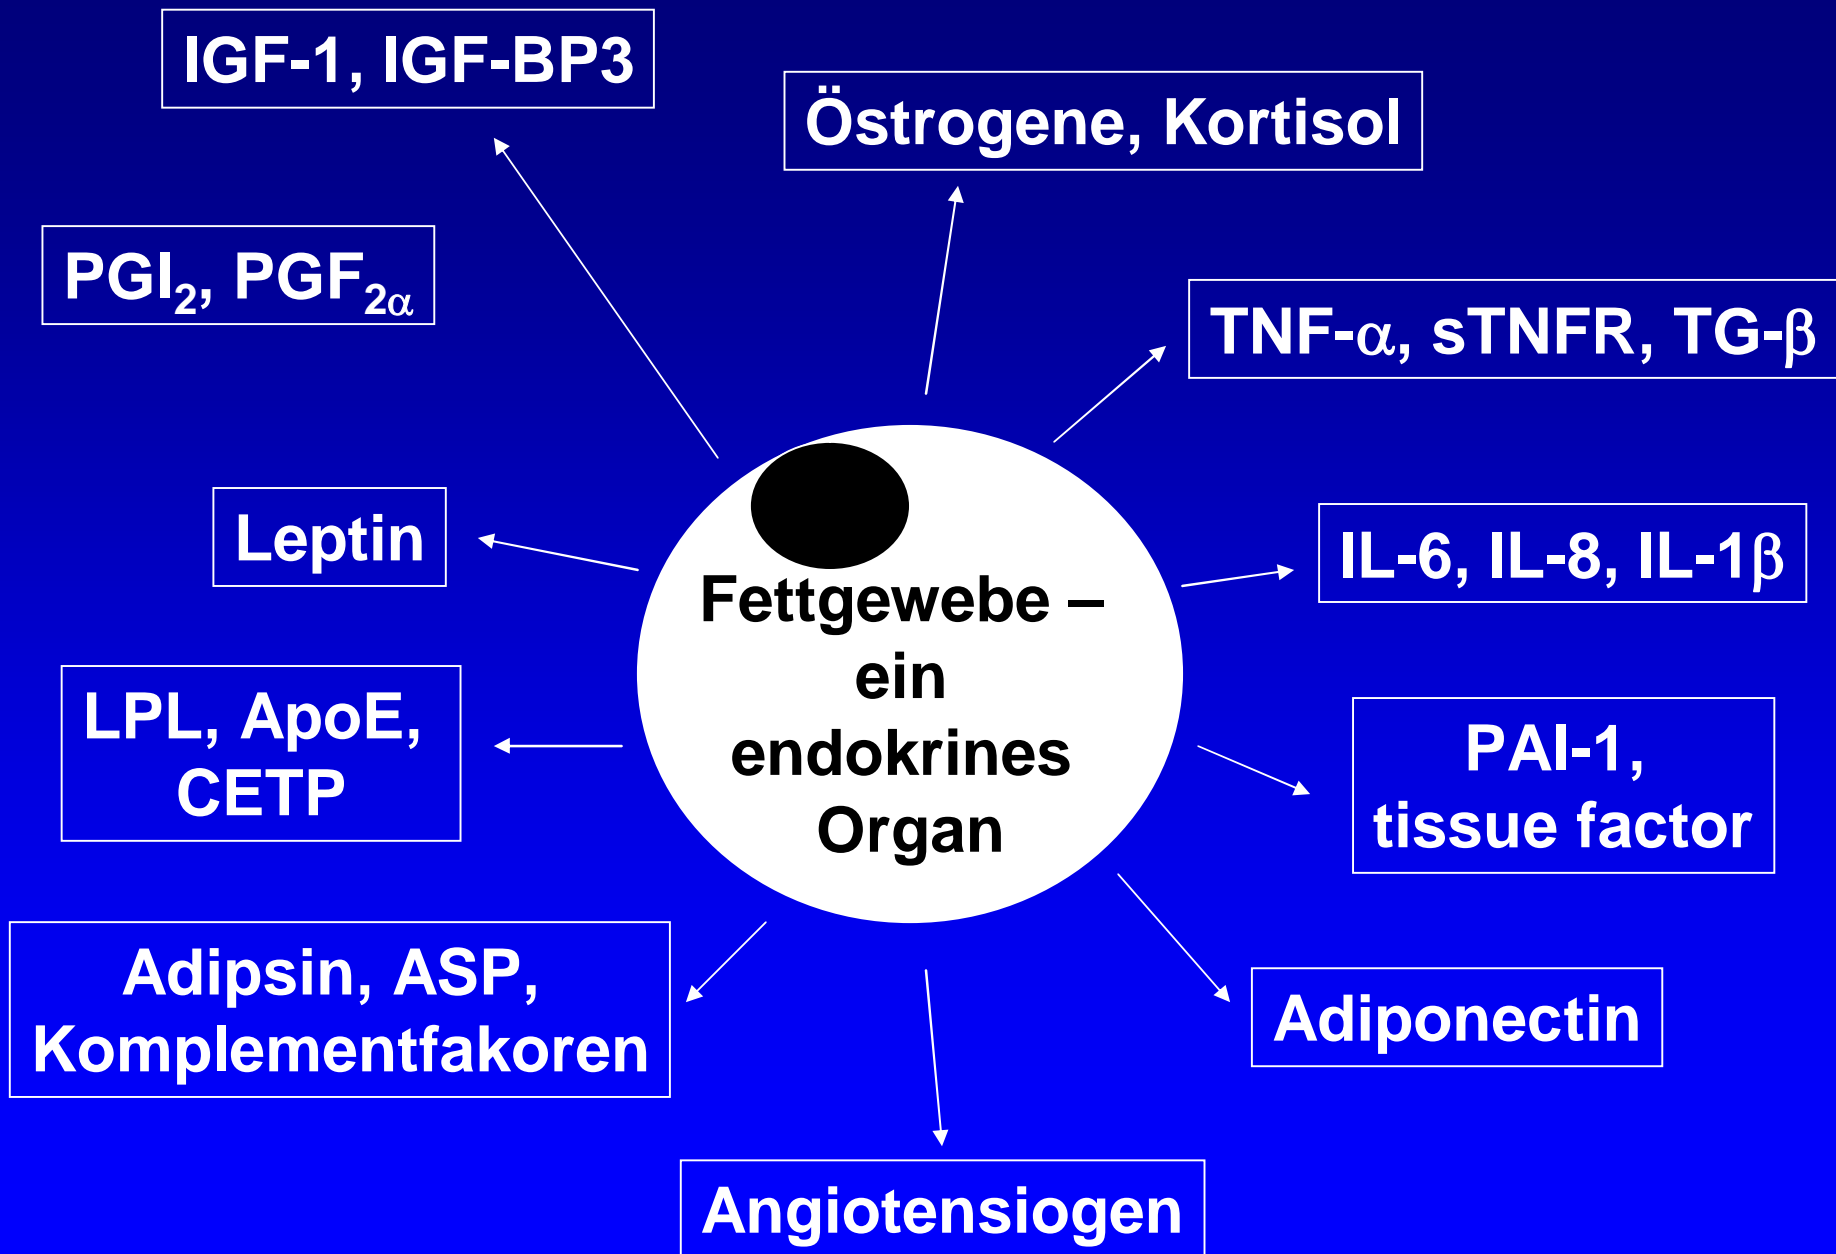 IGF-1, IGF-BP3
Östrogene, Kortisol
PGI₂, PGF₂α
TNF-α, sTNFR, TG-β
Leptin
IL-6, IL-8, IL-1β
Fettgewebe –
ein
endokrines
Organ
LPL, ApoE,
CETP
PAI-1,
tissue factor
Adipsin, ASP,
Komplementfakoren
Adiponectin
Angiotensiogen